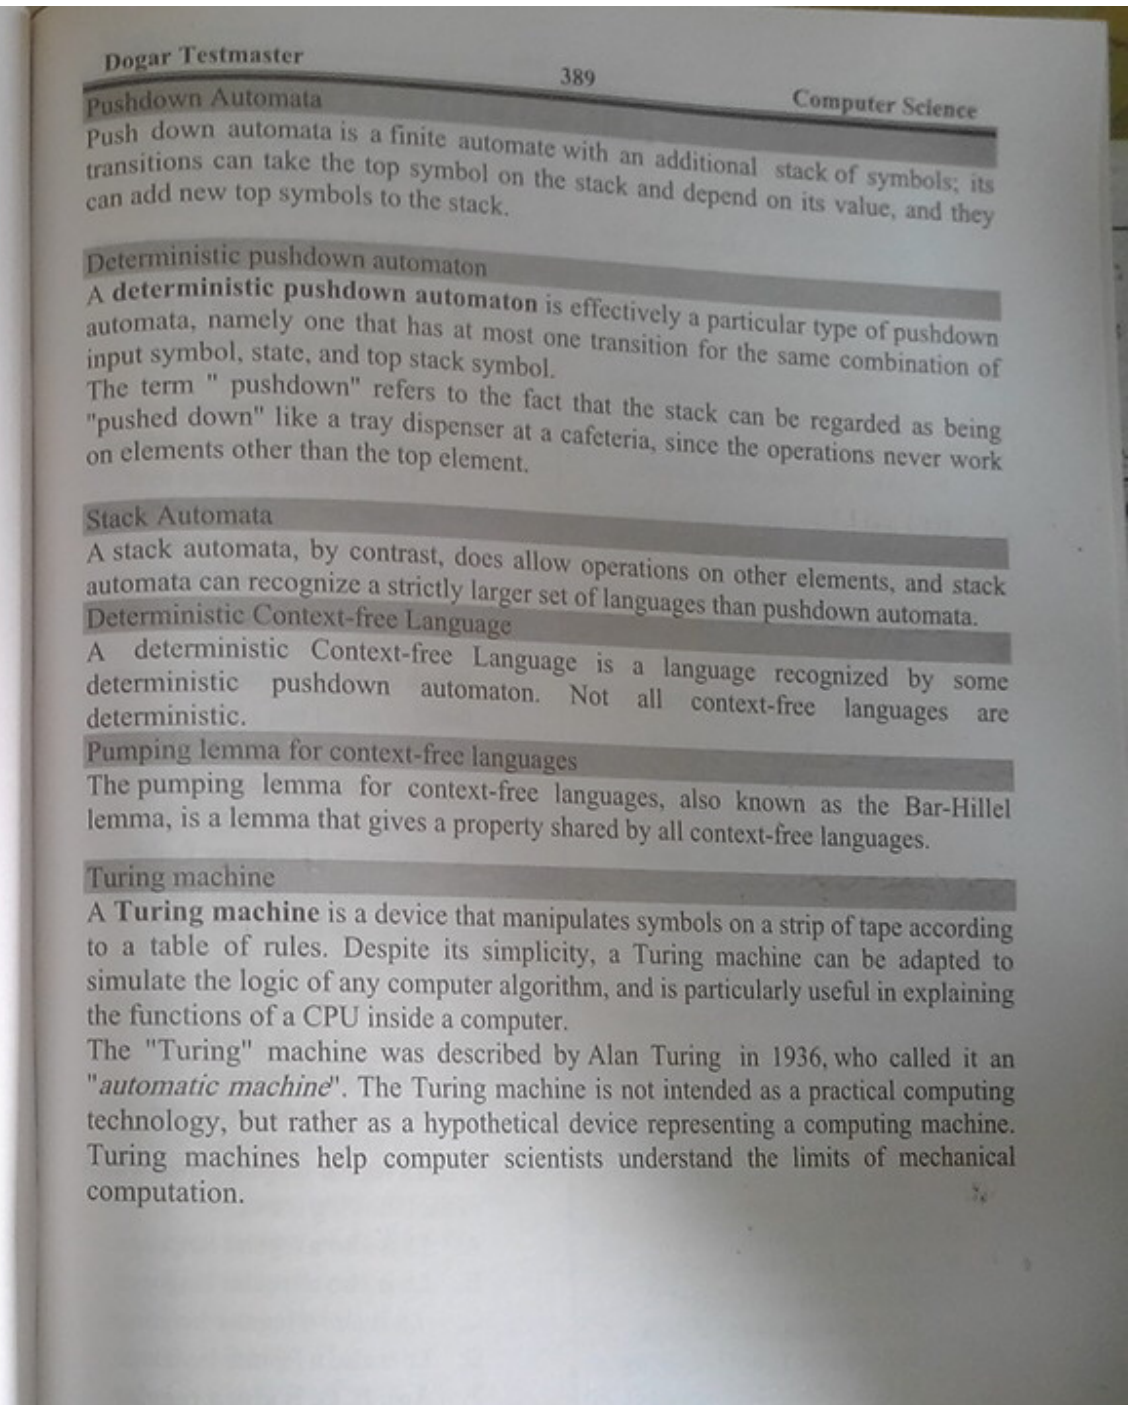 Dogar Testmaster
389
Computer Science
Pushdown Automata
Push down automata is a finite automate with an additional stack of symbols; its
transitions can take the top symbol on the stack and depend on its value, and they
can add new top symbols to the stack.
Deterministic pushdown automaton
A deterministic pushdown automaton is effectively a particular type of pushdown
automata, namely one that has at most one transition for the same combination of
input symbol, state, and top stack symbol.
The term " pushdown" refers to the fact that the stack can be regarded as being
"pushed down" like a tray dispenser at a cafeteria, since the operations never work
on elements other than the top element.
Stack Automata
A stack automata, by contrast, does allow operations on other elements, and stack
automata can recognize a strictly larger set of languages than pushdown automata.
Deterministic Context-free Language
A deterministic Context-free Language is a language recognized by some
deterministic pushdown automaton. Not all context-free languages are
deterministic.
Pumping lemma for context-free languages
The pumping lemma for context-free languages, also known as the Bar-Hillel
lemma, is a lemma that gives a property shared by all context-free languages.
Turing machine
A Turing machine is a device that manipulates symbols on a strip of tape according
to a table of rules. Despite its simplicity, a Turing machine can be adapted to
simulate the logic of any computer algorithm, and is particularly useful in explaining
the functions of a CPU inside a computer.
The "Turing" machine was described by Alan Turing in 1936, who called it an
"automatic machine". The Turing machine is not intended as a practical computing
technology, but rather as a hypothetical device representing a computing machine.
Turing machines help computer scientists understand the limits of mechanical
computation.